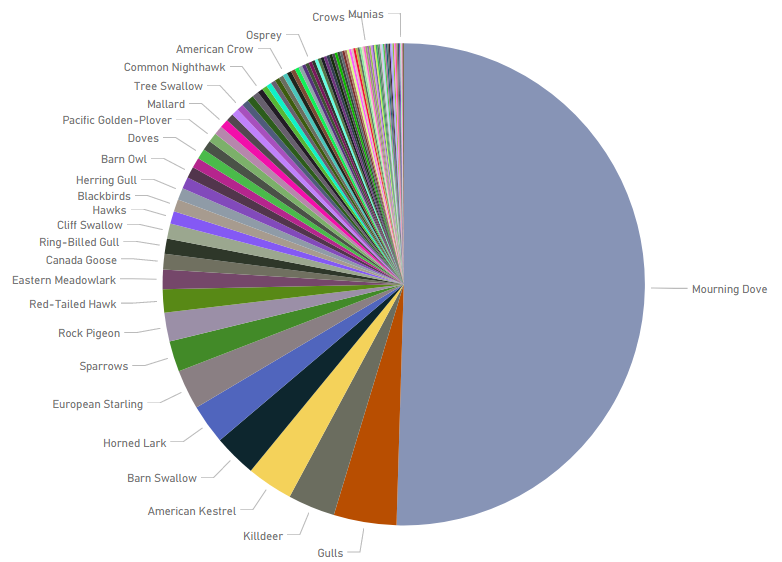 Munias
Crows
Osprey
American Crow
Common Nighthawk
Tree Swallow
Mallard
Pacific Golden-Plover
Doves
Barn Owl
Herring Gull
Blackbirds
Hawks
Cliff Swallow
Ring-Billed Gull
Canada Goose
Eastern Meadowlark
Mourning Dove
Red-Tailed Hawk
Rock Pigeon
Sparrows
European Starling
Horned Lark
Barn Swallow
American Kestrel
Killdeer
Gulls